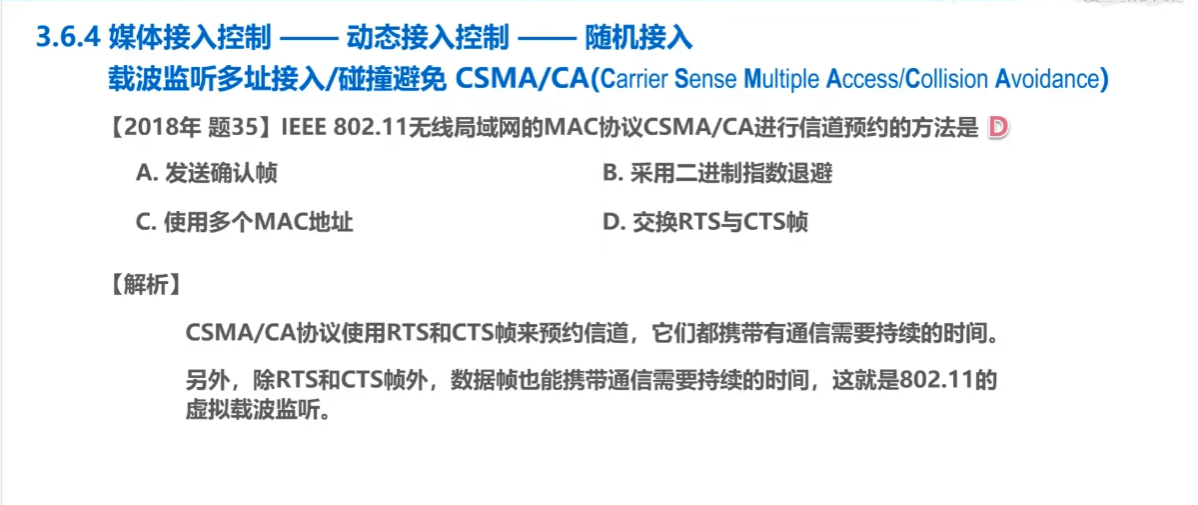 3.6.4 媒体接入控制 —— 动态接入控制 —— 随机接入
载波监听多址接入/碰撞避免 CSMA/CA(Carrier Sense Multiple Access/Collision Avoidance)
【2018年 题35】IEEE 802.11无线局域网的MAC协议CSMA/CA进行信道预约的方法是 D
A. 发送确认帧 B. 采用二进制指数退避
C. 使用多个MAC地址 D. 交换RTS与CTS帧
【解析】
CSMA/CA协议使用RTS和CTS帧来预约信道，它们都携带有通信需要持续的时间。
另外，除RTS和CTS帧外，数据帧也能携带通信需要持续的时间，这就是802.11的
虚拟载波监听。